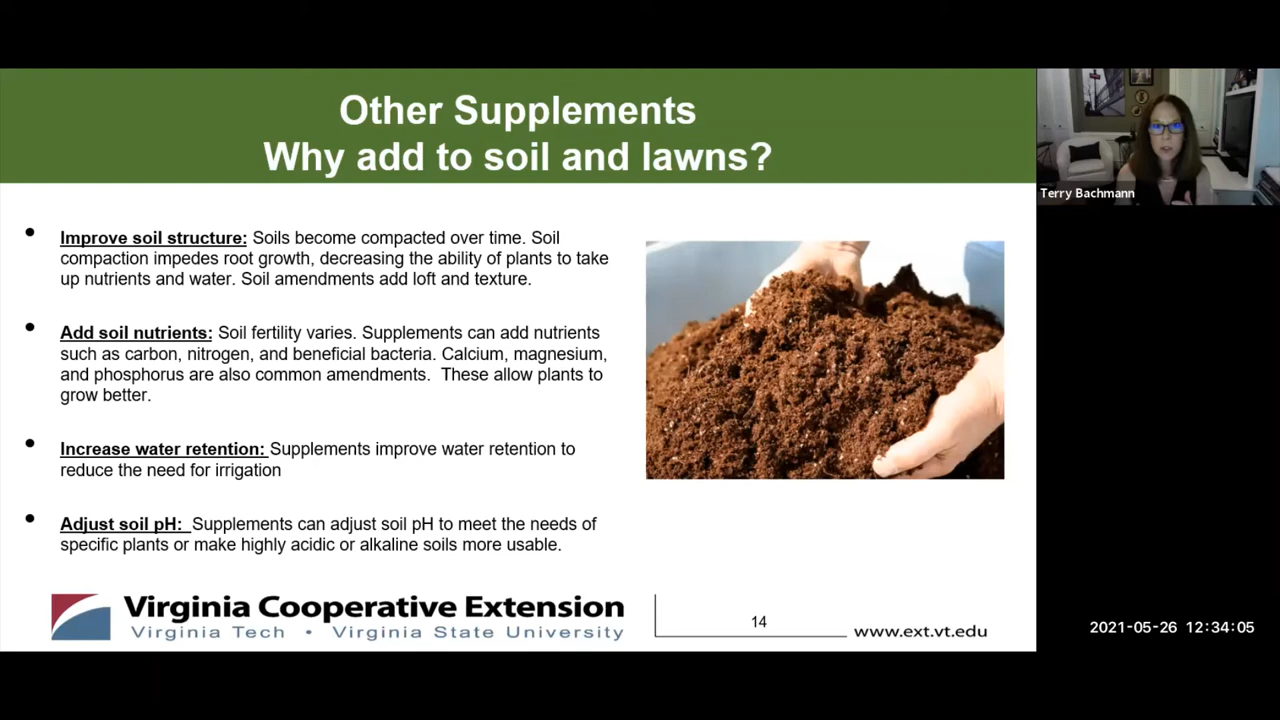 Other Supplements
Why add to soil and lawns?
Terry Bachmann
• Improve soil structure: Soils become compacted over time. Soil
compaction impedes root growth, decreasing the ability of plants to take
up nutrients and water. Soil amendments add loft and texture.
• Add soil nutrients: Soil fertility varies. Supplements can add nutrients
such as carbon, nitrogen, and beneficial bacteria. Calcium, magnesium,
and phosphorus are also common amendments.  These allow plants to
grow better.
• Increase water retention: Supplements improve water retention to
reduce the need for irrigation
• Adjust soil pH:  Supplements can adjust soil pH to meet the needs of
specific plants or make highly acidic or alkaline soils more usable.
Virginia Cooperative Extension
Virginia Tech • Virginia State University
14
www.ext.vt.edu
2021-05-26 12:34:05